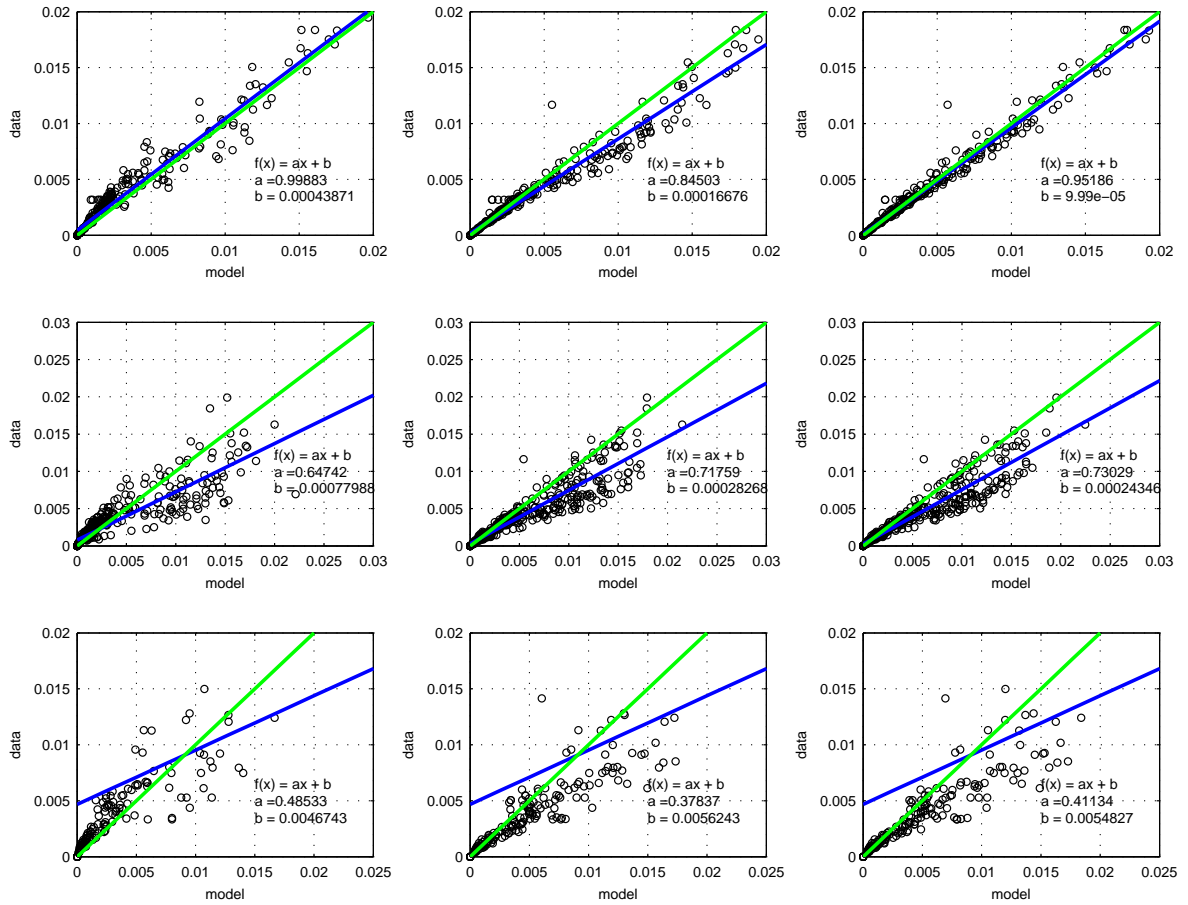 0.02
0.015
0.01
0.005
0
data
0 0.005 0.01 0.015 0.02
model
f(x) = ax + b
a =0.99883
b = 0.00043871
0.02
0.015
0.01
0.005
0
data
0 0.005 0.01 0.015 0.02
model
f(x) = ax + b
a =0.84503
b = 0.00016676
0.02
0.015
0.01
0.005
0
data
0 0.005 0.01 0.015 0.02
model
f(x) = ax + b
a =0.95186
b = 9.99e−05
0.03
0.025
0.02
0.015
0.01
0.005
0
data
0 0.005 0.01 0.015 0.02 0.025 0.03
model
f(x) = ax + b
a =0.64742
b = 0.00077988
0.03
0.025
0.02
0.015
0.01
0.005
0
data
0 0.005 0.01 0.015 0.02 0.025 0.03
model
f(x) = ax + b
a =0.71759
b = 0.00028268
0.03
0.025
0.02
0.015
0.01
0.005
0
data
0 0.005 0.01 0.015 0.02 0.025 0.03
model
f(x) = ax + b
a =0.73029
b = 0.00024346
0.02
0.015
0.01
0.005
0
data
0 0.005 0.01 0.015 0.02 0.025
model
f(x) = ax + b
a =0.48533
b = 0.0046743
0.02
0.015
0.01
0.005
0
data
0 0.005 0.01 0.015 0.02 0.025
model
f(x) = ax + b
a =0.37837
b = 0.0056243
0.02
0.015
0.01
0.005
0
data
0 0.005 0.01 0.015 0.02 0.025
model
f(x) = ax + b
a =0.41134
b = 0.0054827